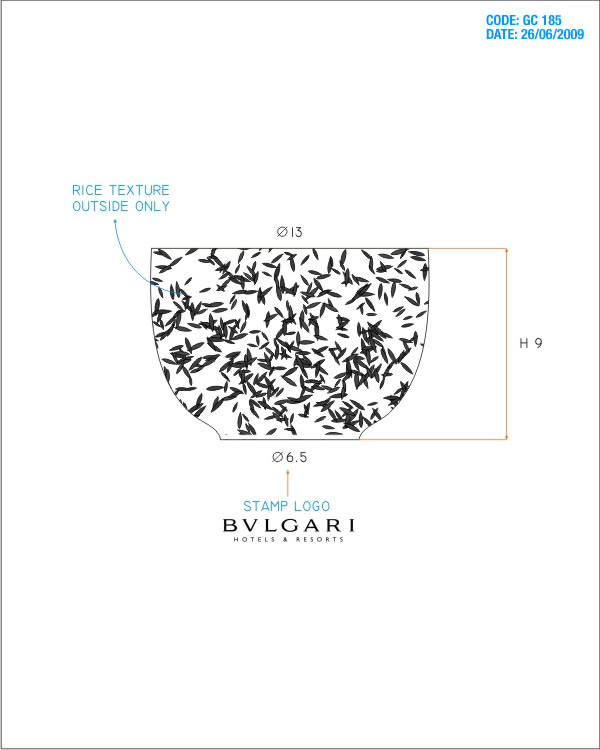 CODE: GC 185
DATE: 26/06/2009
RICE TEXTURE
OUTSIDE ONLY
Ø13
H 9
Ø6.5
STAMP LOGO
BVLGARI
HOTELS & RESORTS